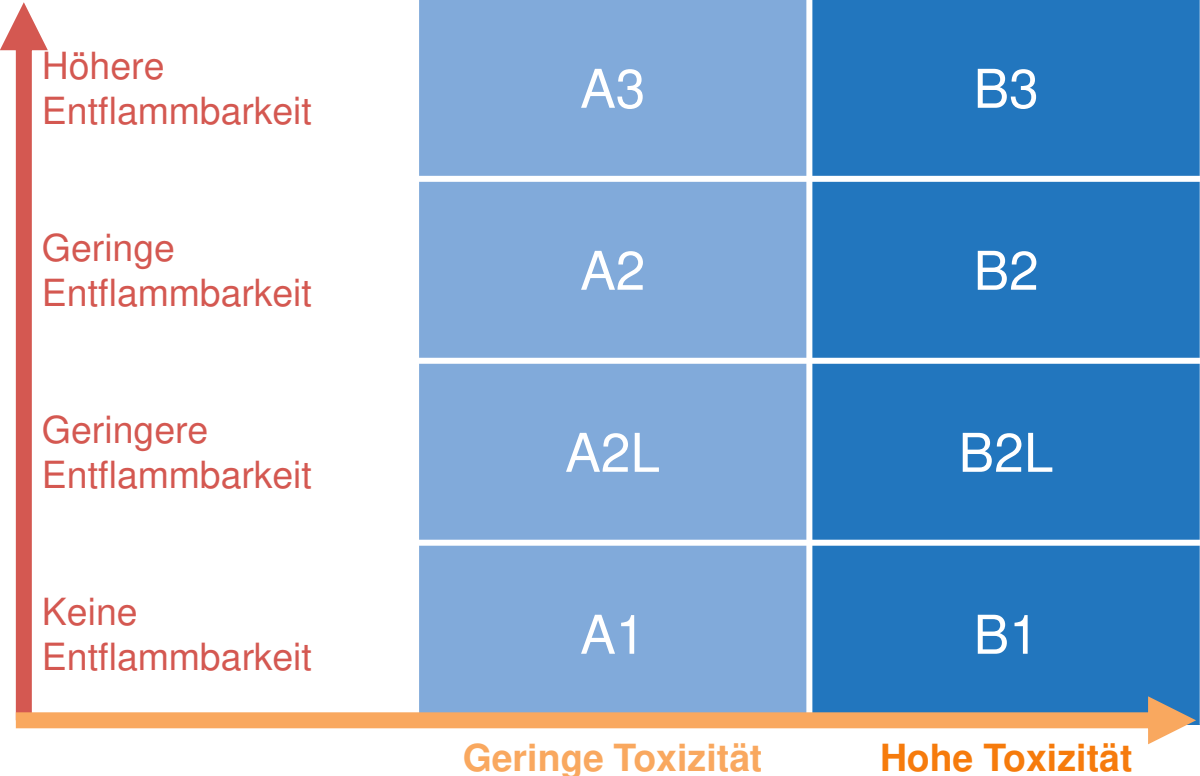 Höhere
Entflammbarkeit
A3
B3
Geringe
Entflammbarkeit
A2
B2
Geringere
Entflammbarkeit
A2L
B2L
Keine
Entflammbarkeit
A1
B1
Geringe Toxizität
Hohe Toxizität